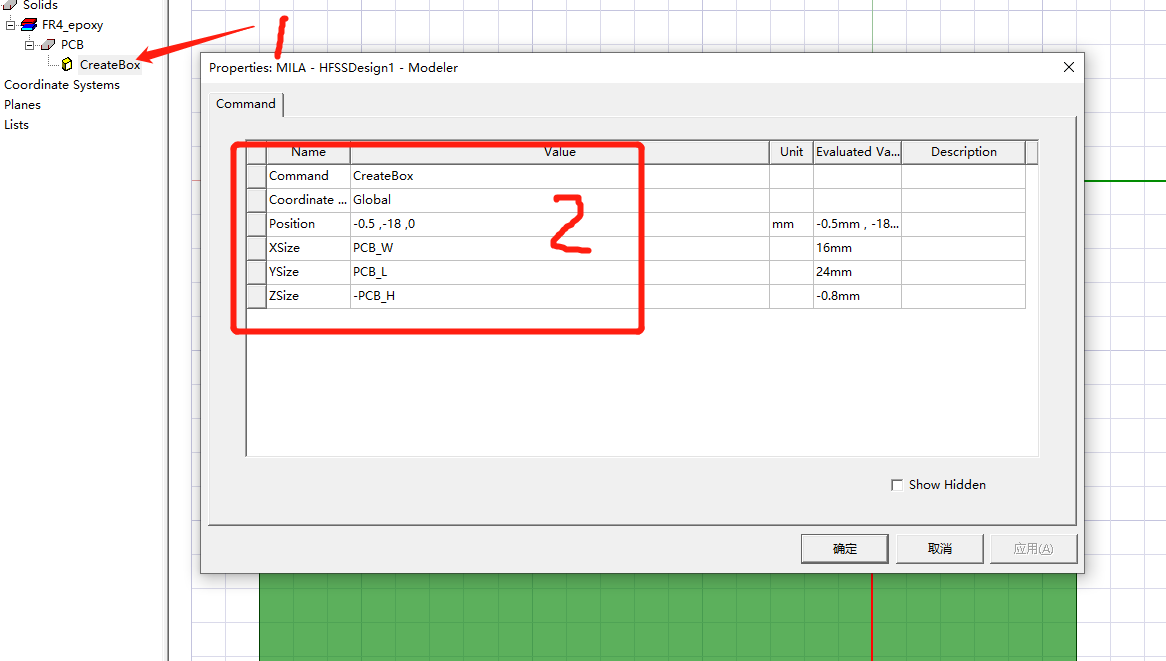 Solids
FR4_epoxy
PCB
CreateBox
Coordinate Systems
Planes
Lists
1
Properties: MILA - HFSSDesign1 - Modeler
Command
Name Value Unit Evaluated Va... Description
Command CreateBox
Coordinate ... Global
Position -0.5 ,-18 ,0 mm -0.5mm , -18...
XSize PCB_W 16mm
YSize PCB_L 24mm
ZSize -PCB_H -0.8mm
2
Show Hidden
确定 取消 应用(A)